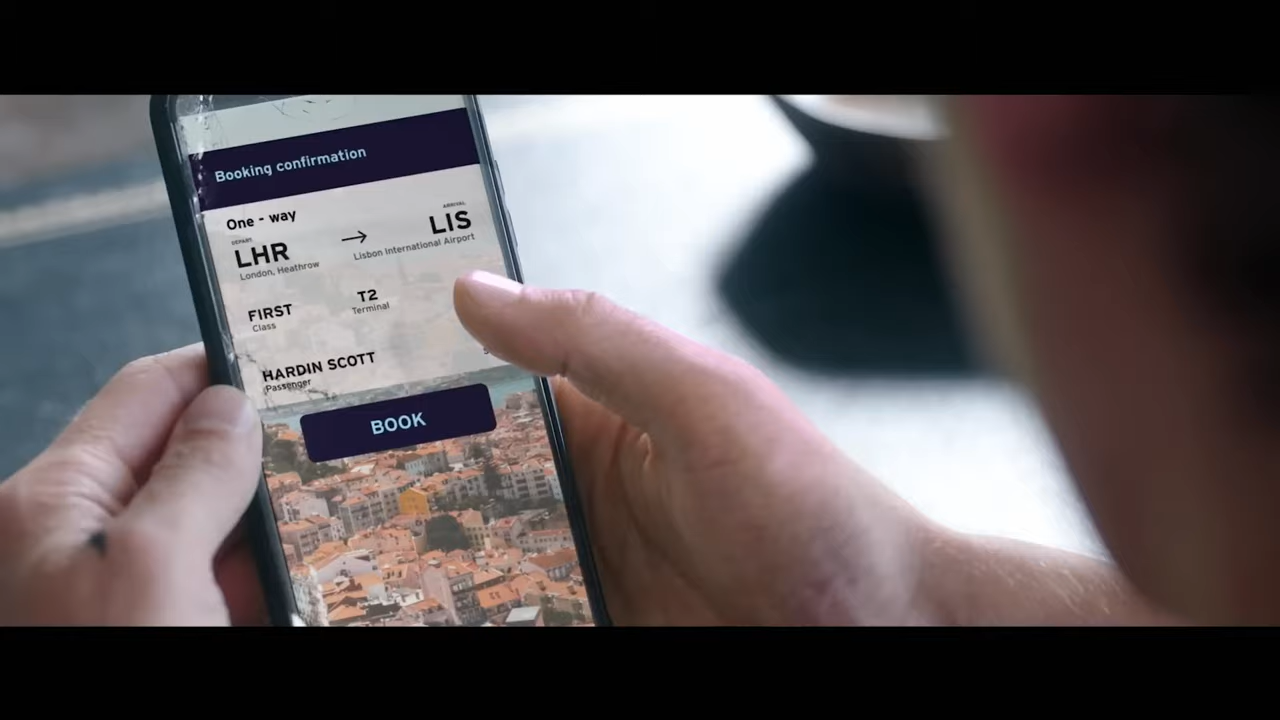 Booking confirmation
One - way
DEPART
LHR
London, Heathrow
→
ARRIVAL
LIS
Lisbon International Airport
FIRST
Class
T2
Terminal
HARDIN SCOTT
Passenger
BOOK